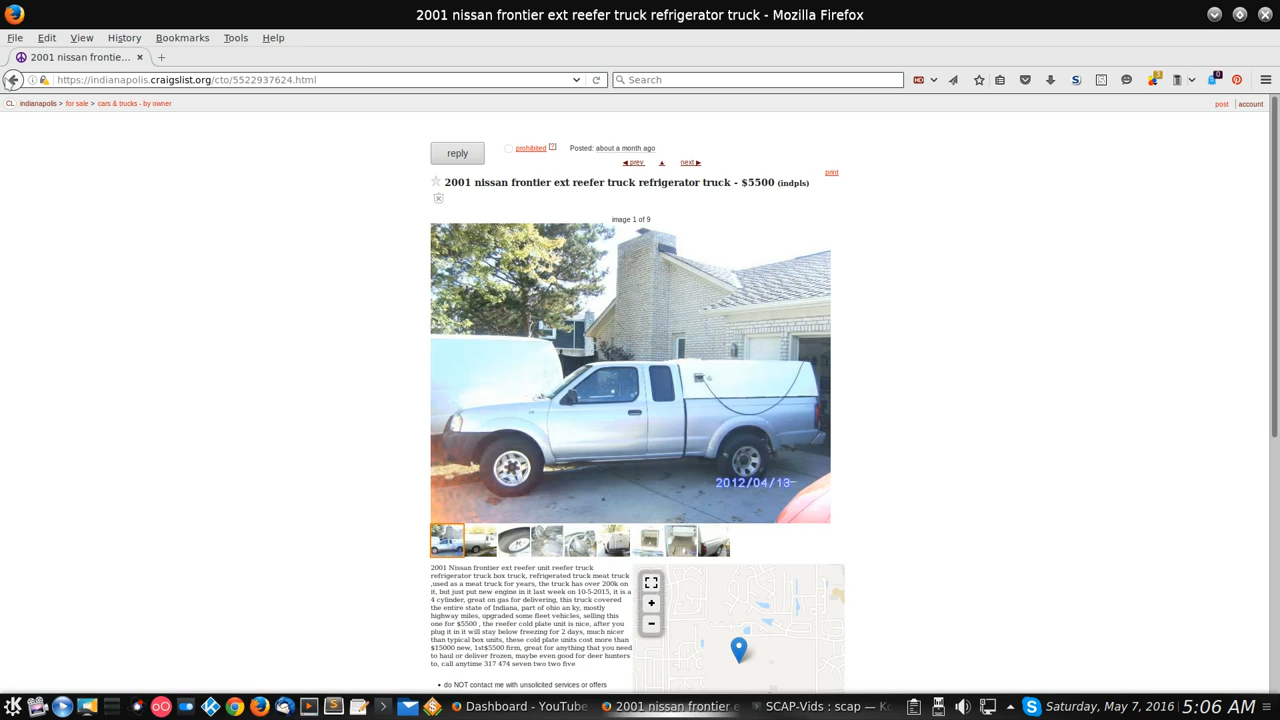 2001 nissan frontier ext reefer truck refrigerator truck - Mozilla Firefox
File Edit View History Bookmarks Tools Help
2001 nissan frontie... × +
https://indianapolis.craigslist.org/cto/5522937624.html Search
CL indianapolis > for sale > cars & trucks - by owner post account
reply prohibited [?] Posted: about a month ago
◀ prev ▲ next ▶
print
2001 nissan frontier ext reefer truck refrigerator truck - $5500 (indpls)
image 1 of 9
2012/04/13
2001 Nissan frontier ext reefer unit reefer truck
refrigerator truck box truck, refrigerated truck meat truck
,used as a meat truck for years, the truck has over 200k on
it, but just put new engine in it last week on 10-5-2015, it is a
4 cylinder, great on gas for delivering, this truck covered
the entire state of Indiana, part of ohio an ky, mostly
highway miles, upgraded some fleet vehicles, selling this
one for $5500 , the reefer cold plate unit is nice, after you
plug it in it will stay below freezing for 2 days, much nicer
than typical box units, these cold plate units cost more than
$15000 new, 1st$5500 firm, great for anything that you need
to haul or deliver frozen, maybe even good for deer hunters
to, call anytime 317 474 seven two two five
+
−
• do NOT contact me with unsolicited services or offers
Dashboard - YouTube 2001 nissan frontier e SCAP-Vids : scap — Ko Saturday, May 7, 2016 5:06 AM